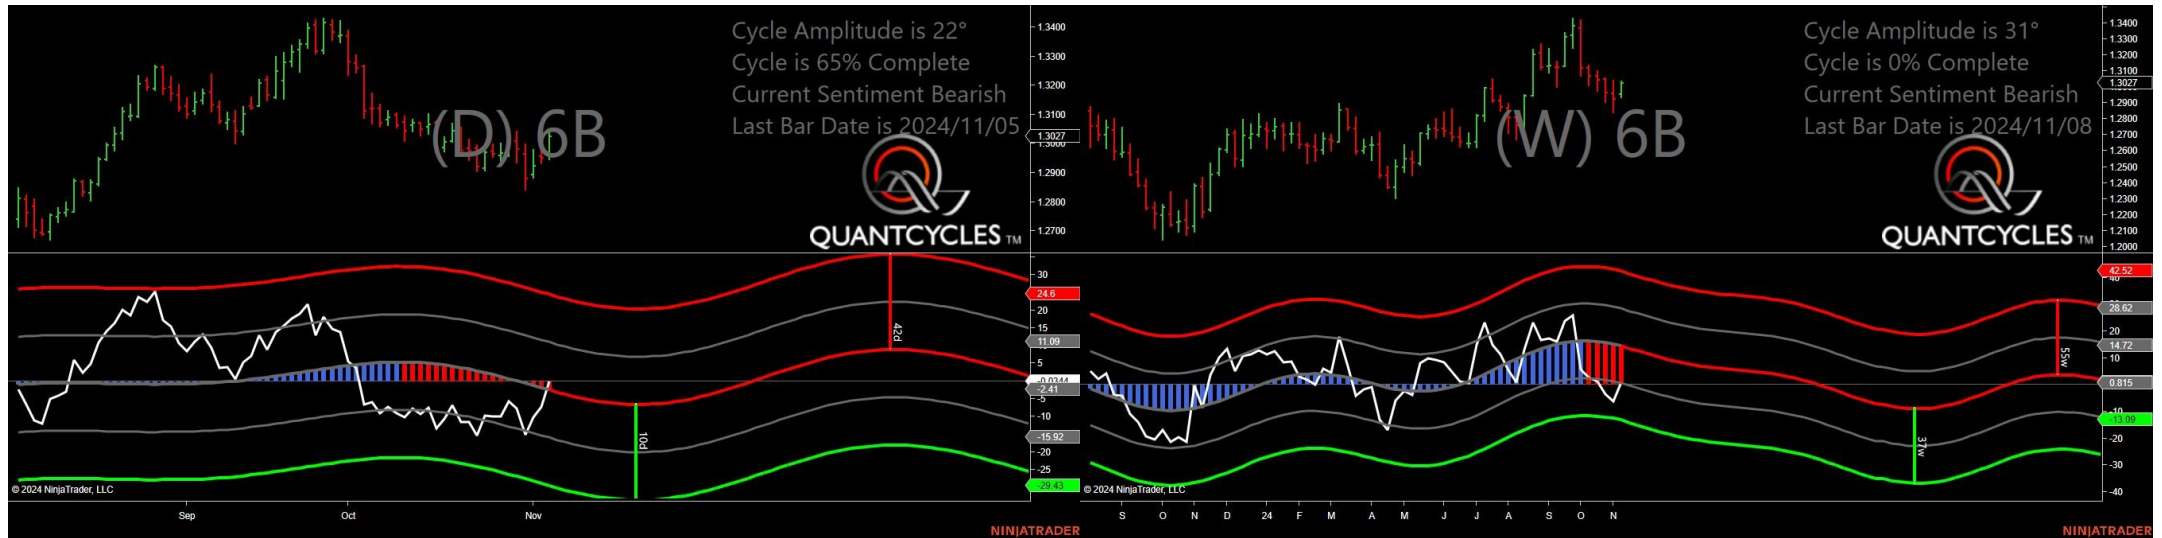 Cycle Amplitude is 22°
Cycle is 65% Complete
Current Sentiment Bearish
Last Bar Date is 2024/11/05
(D) 6B
QUANTCYCLES TM
1.3400
1.3300
1.3200
1.3100
1.3027
1.3000
1.2900
1.2800
1.2700
30
24.6
20
15
11.09
5
-0.0344
-2.41
-5
-10
-15.92
-20
-25
-29.43
42d
10d
© 2024 NinjaTrader, LLC
Sep
Oct
Nov
NINJATRADER
Cycle Amplitude is 31°
Cycle is 0% Complete
Current Sentiment Bearish
Last Bar Date is 2024/11/08
(W) 6B
QUANTCYCLES TM
1.3400
1.3300
1.3200
1.3100
1.3027
1.2900
1.2800
1.2700
1.2600
1.2500
1.2400
1.2300
1.2200
1.2100
1.2000
42.52
40
28.62
20
14.72
10
0.815
-10
-13.09
-20
-30
-40
55w
37w
© 2024 NinjaTrader, LLC
S
O
N
D
24
F
M
A
M
J
J
A
S
O
N
NINJATRADER